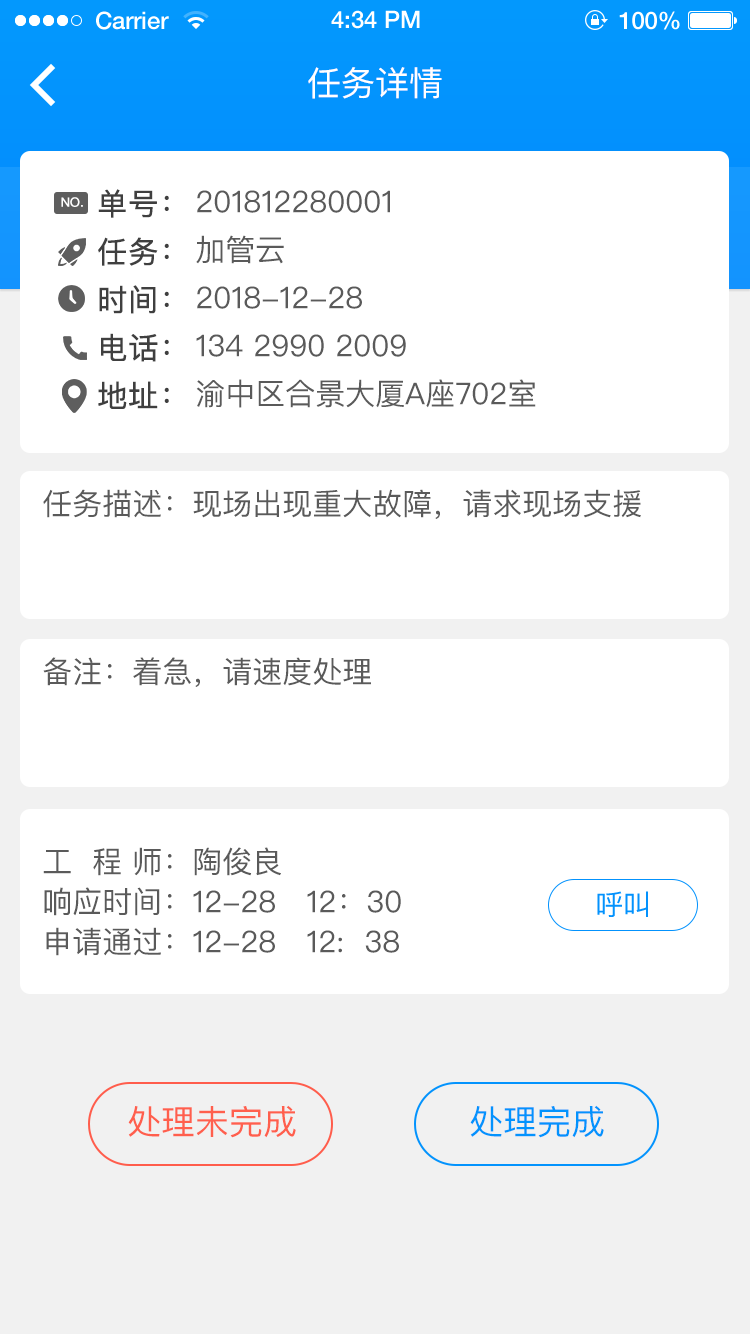 Carrier 4:34 PM 100%
任务详情
NO. 单号： 201812280001
任务： 加管云
时间： 2018-12-28
电话： 134 2990 2009
地址： 渝中区合景大厦A座702室
任务描述：现场出现重大故障，请求现场支援
备注：着急，请速度处理
工 程 师：陶俊良
响应时间：12-28 12：30
呼叫
申请通过：12-28 12：38
处理未完成 处理完成